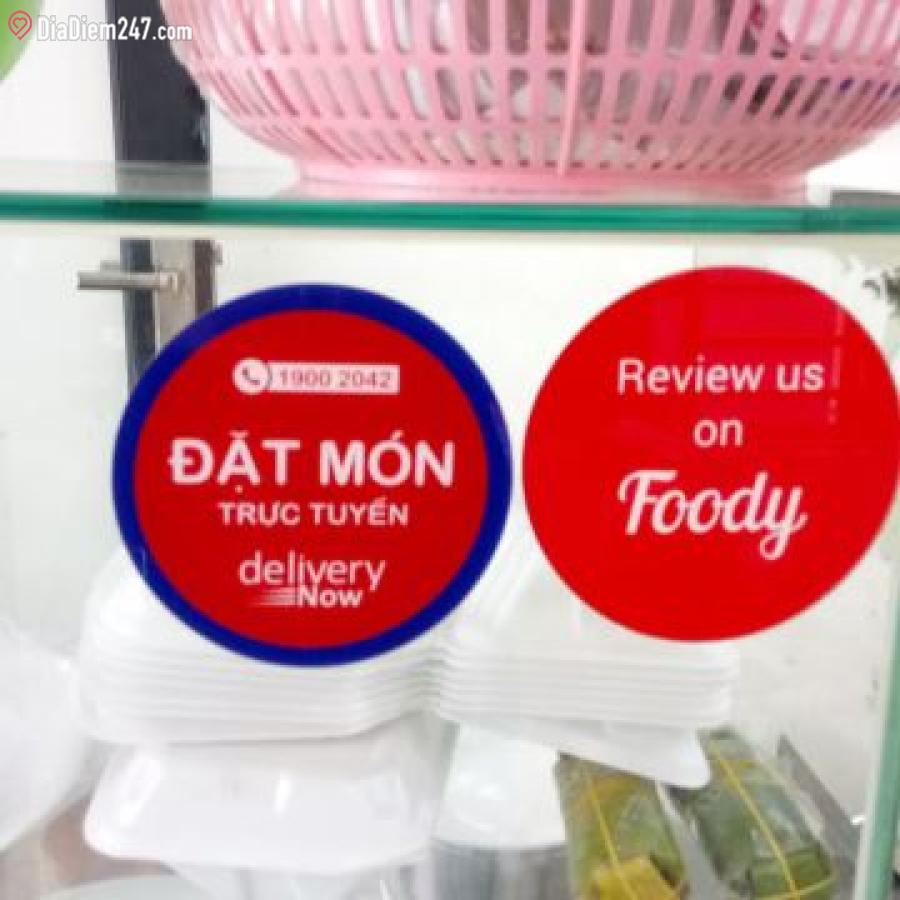 DiaDiem247.com
1900 2042
ĐẶT MÓN
TRỰC TUYẾN
delivery
Now
Review us
on
Foody